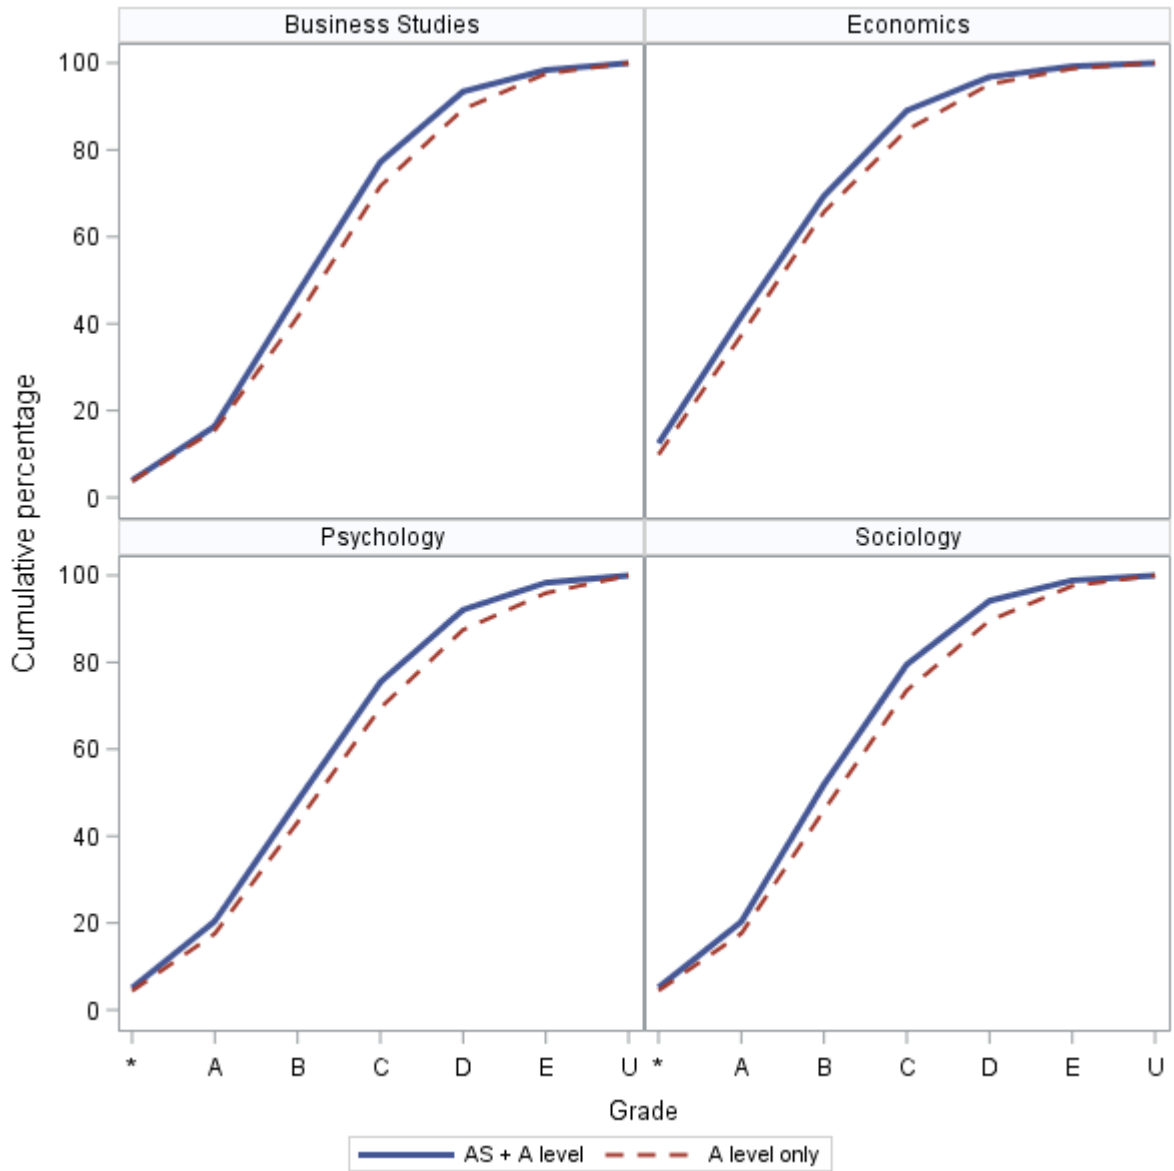 Business Studies
Economics
100
80
60
40
20
0
Cumulative percentage
Psychology
Sociology
100
80
60
40
20
0
* A B C D E U * A B C D E U
Grade
AS + A level A level only